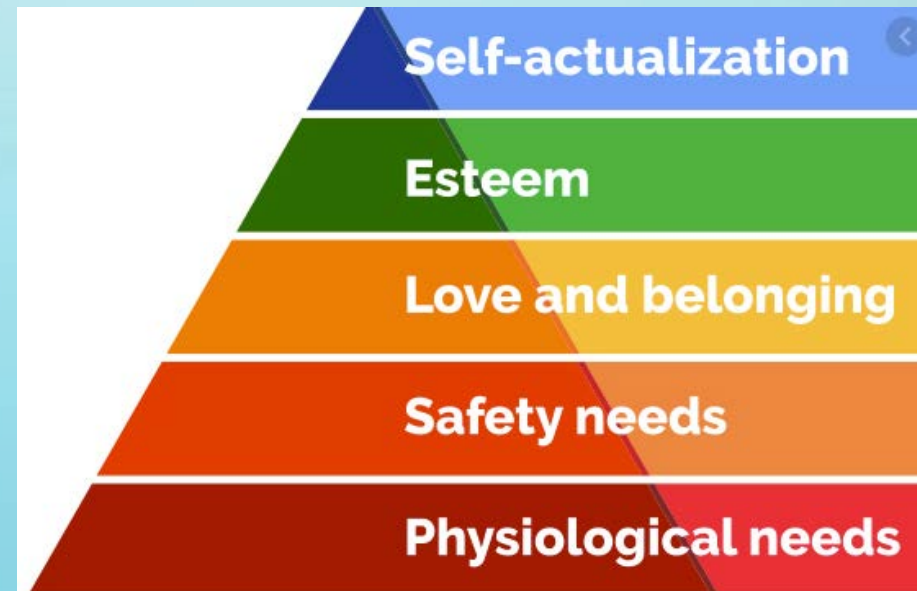 Self-actualization
Esteem
Love and belonging
Safety needs
Physiological needs